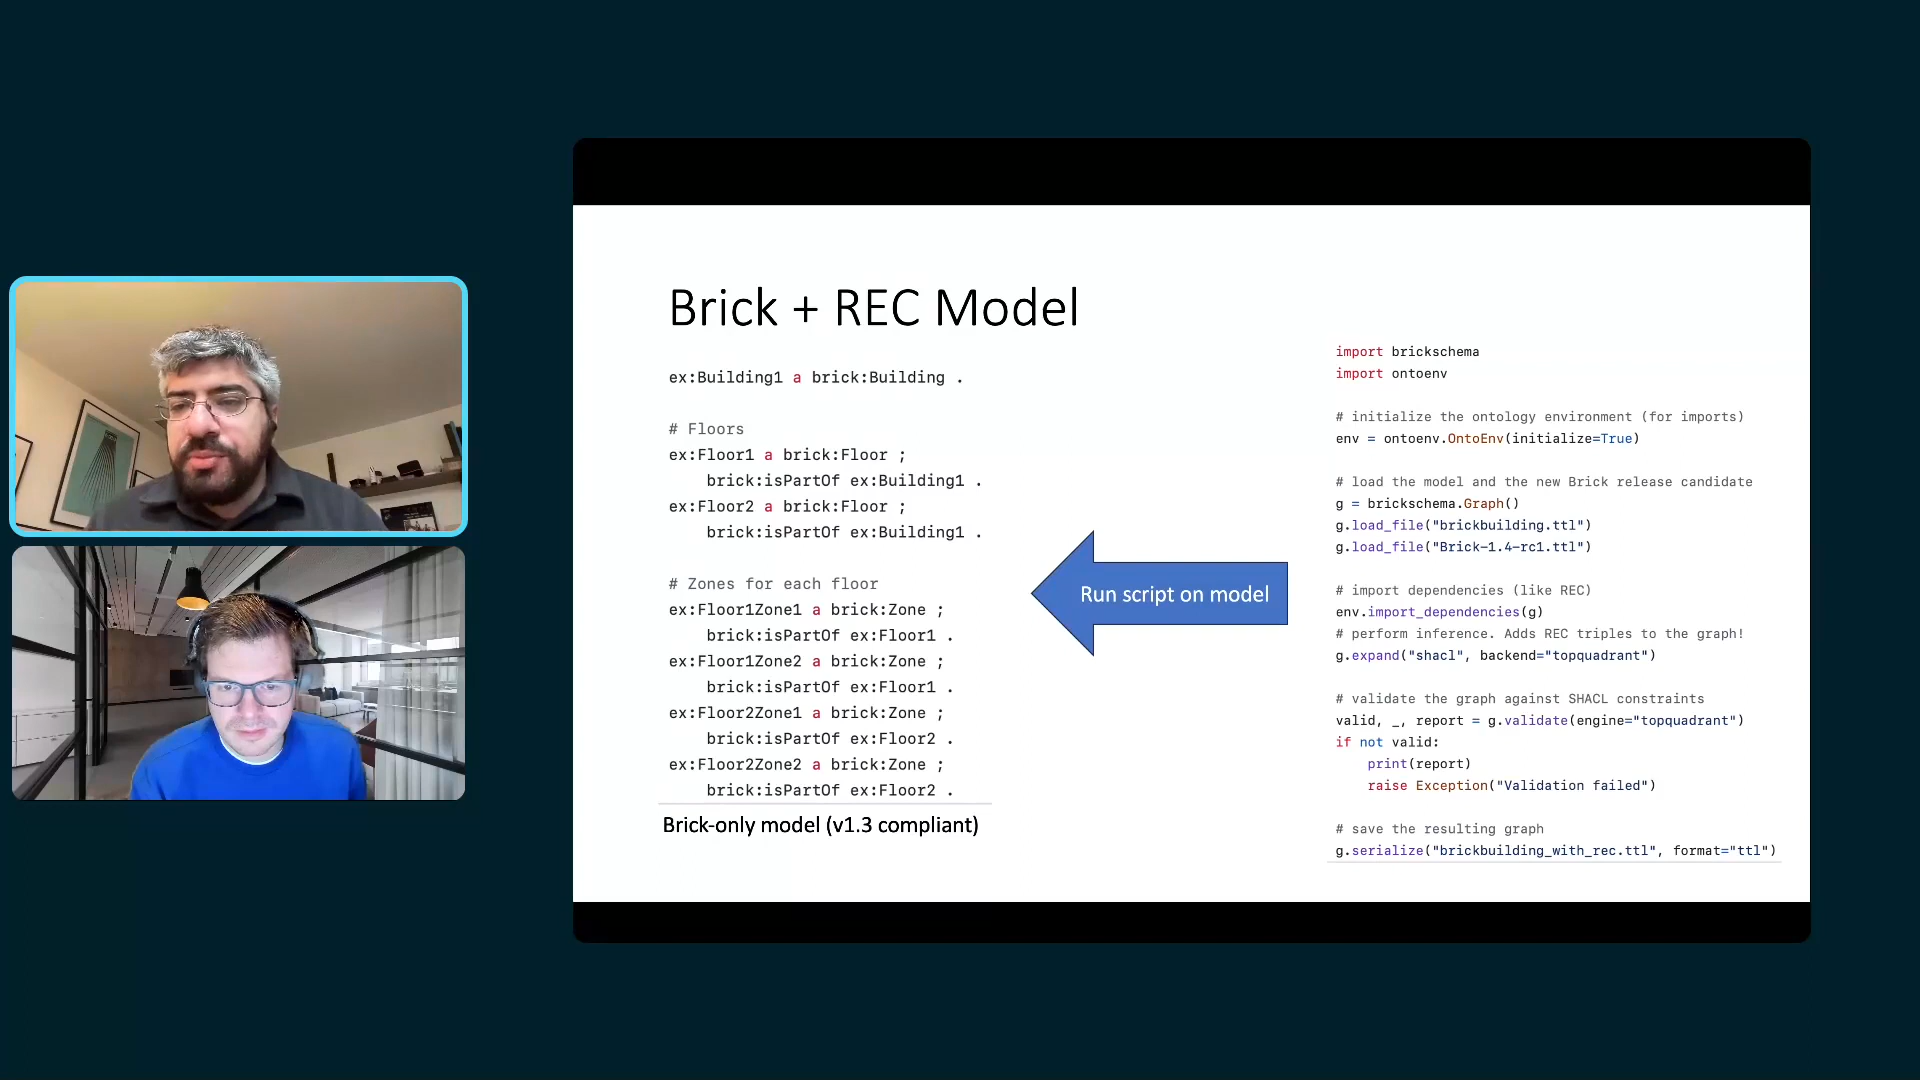 Brick + REC Model
ex:Building1 a brick:Building .
# Floors
ex:Floor1 a brick:Floor ;
brick:isPartOf ex:Building1 .
ex:Floor2 a brick:Floor ;
brick:isPartOf ex:Building1 .
# Zones for each floor
ex:Floor1Zone1 a brick:Zone ;
brick:isPartOf ex:Floor1 .
ex:Floor1Zone2 a brick:Zone ;
brick:isPartOf ex:Floor1 .
ex:Floor2Zone1 a brick:Zone ;
brick:isPartOf ex:Floor2 .
ex:Floor2Zone2 a brick:Zone ;
brick:isPartOf ex:Floor2 .
Brick-only model (v1.3 compliant)
Run script on model
import brickschema
import ontoenv
# initialize the ontology environment (for imports)
env = ontoenv.OntoEnv(initialize=True)
# load the model and the new Brick release candidate
g = brickschema.Graph()
g.load_file("brickbuilding.ttl")
g.load_file("Brick-1.4-rc1.ttl")
# import dependencies (like REC)
env.import_dependencies(g)
# perform inference. Adds REC triples to the graph!
g.expand("shacl", backend="topquadrant")
# validate the graph against SHACL constraints
valid, _, report = g.validate(engine="topquadrant")
if not valid:
print(report)
raise Exception("Validation failed")
# save the resulting graph
g.serialize("brickbuilding_with_rec.ttl", format="ttl")